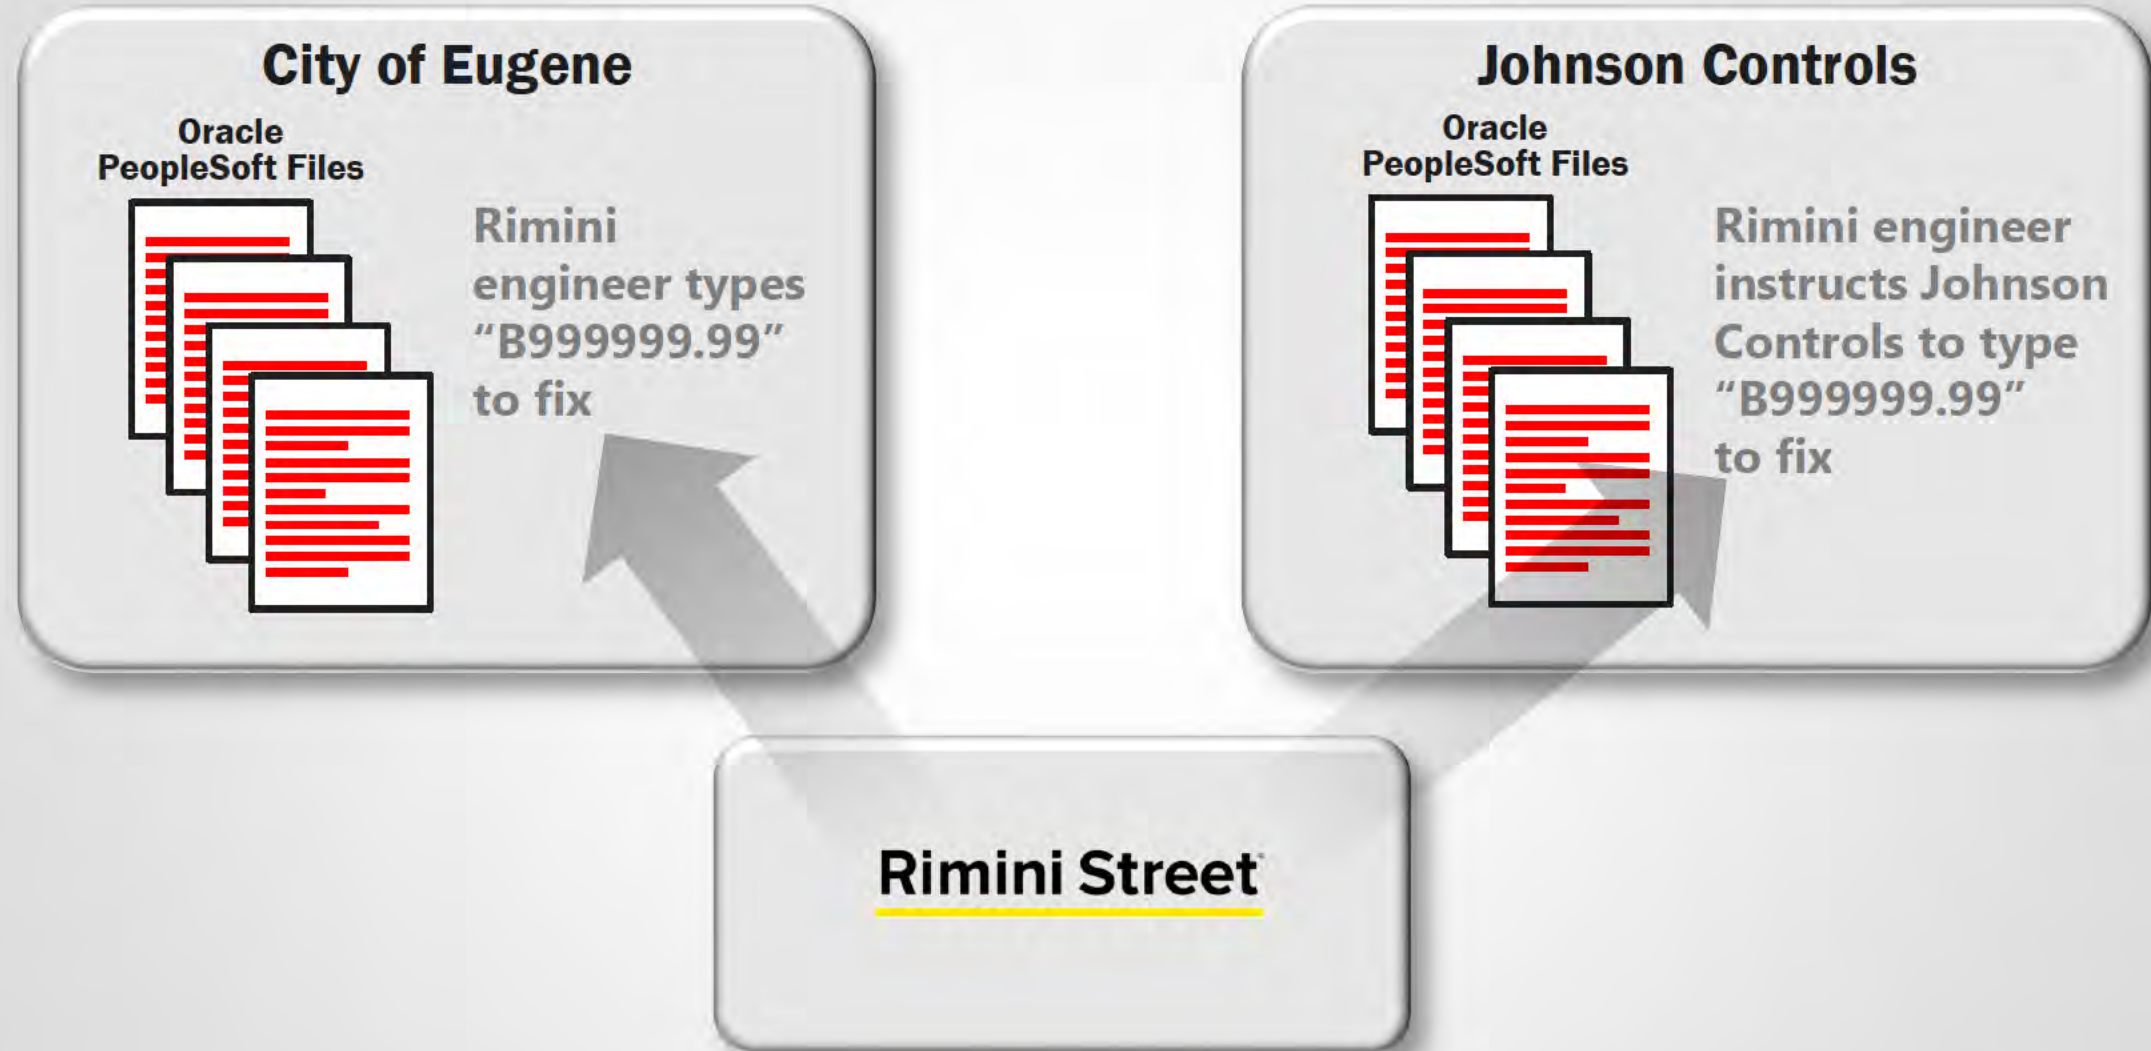 City of Eugene
Oracle
PeopleSoft Files
Rimini
engineer types
“B999999.99”
to fix
Johnson Controls
Oracle
PeopleSoft Files
Rimini engineer
instructs Johnson
Controls to type
“B999999.99”
to fix
Rimini Street